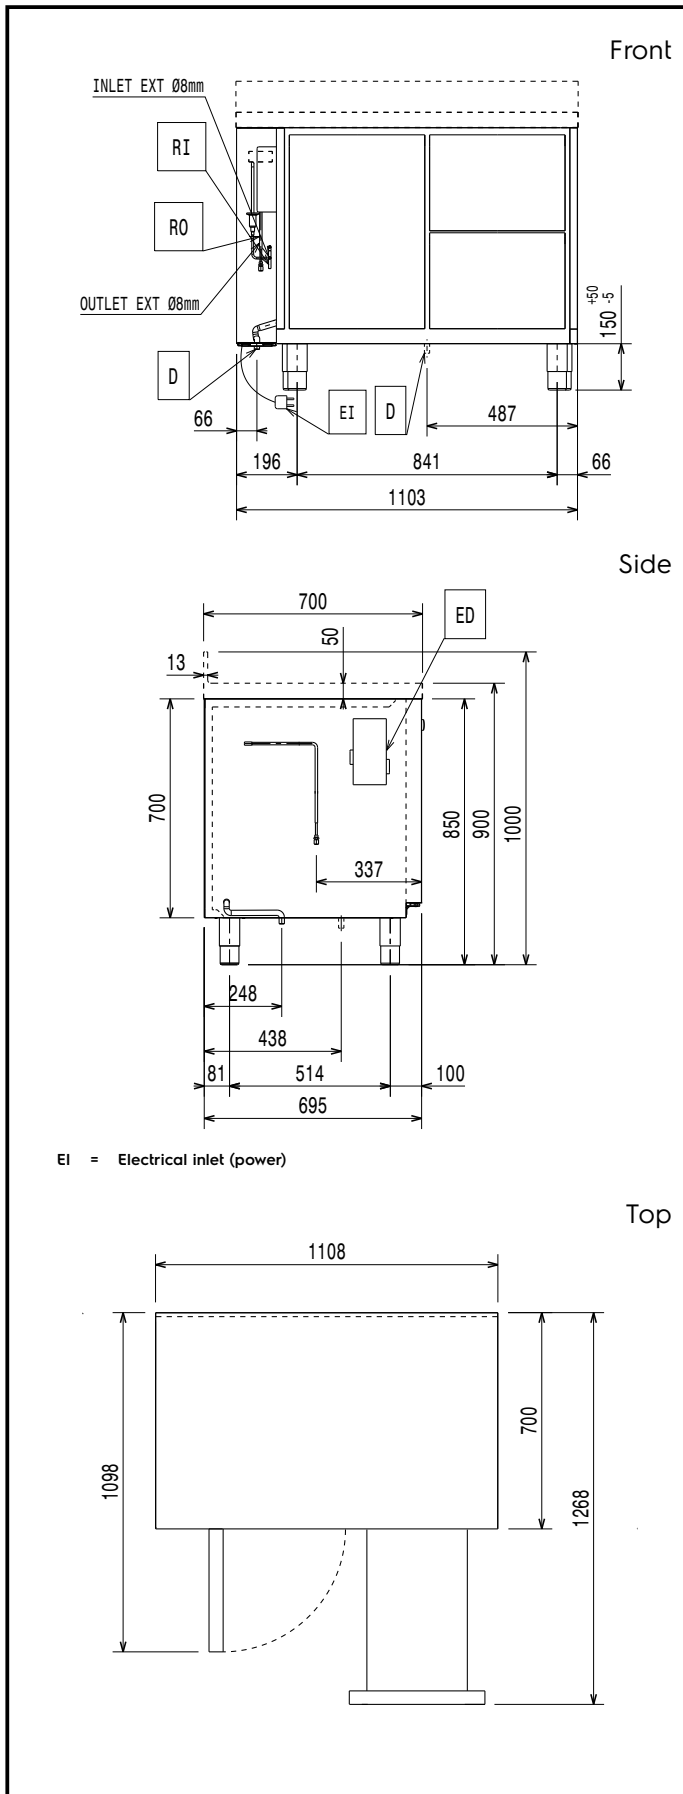 Front
INLET EXT Ø8mm
RI
RO
OUTLET EXT Ø8mm
+50
-5
150
D
EI
D
66
487
196
841
66
1103
Side
700
50
ED
13
700
850
900
1000
337
248
438
81
514
100
695
EI = Electrical inlet (power)
Top
1108
700
1098
1268